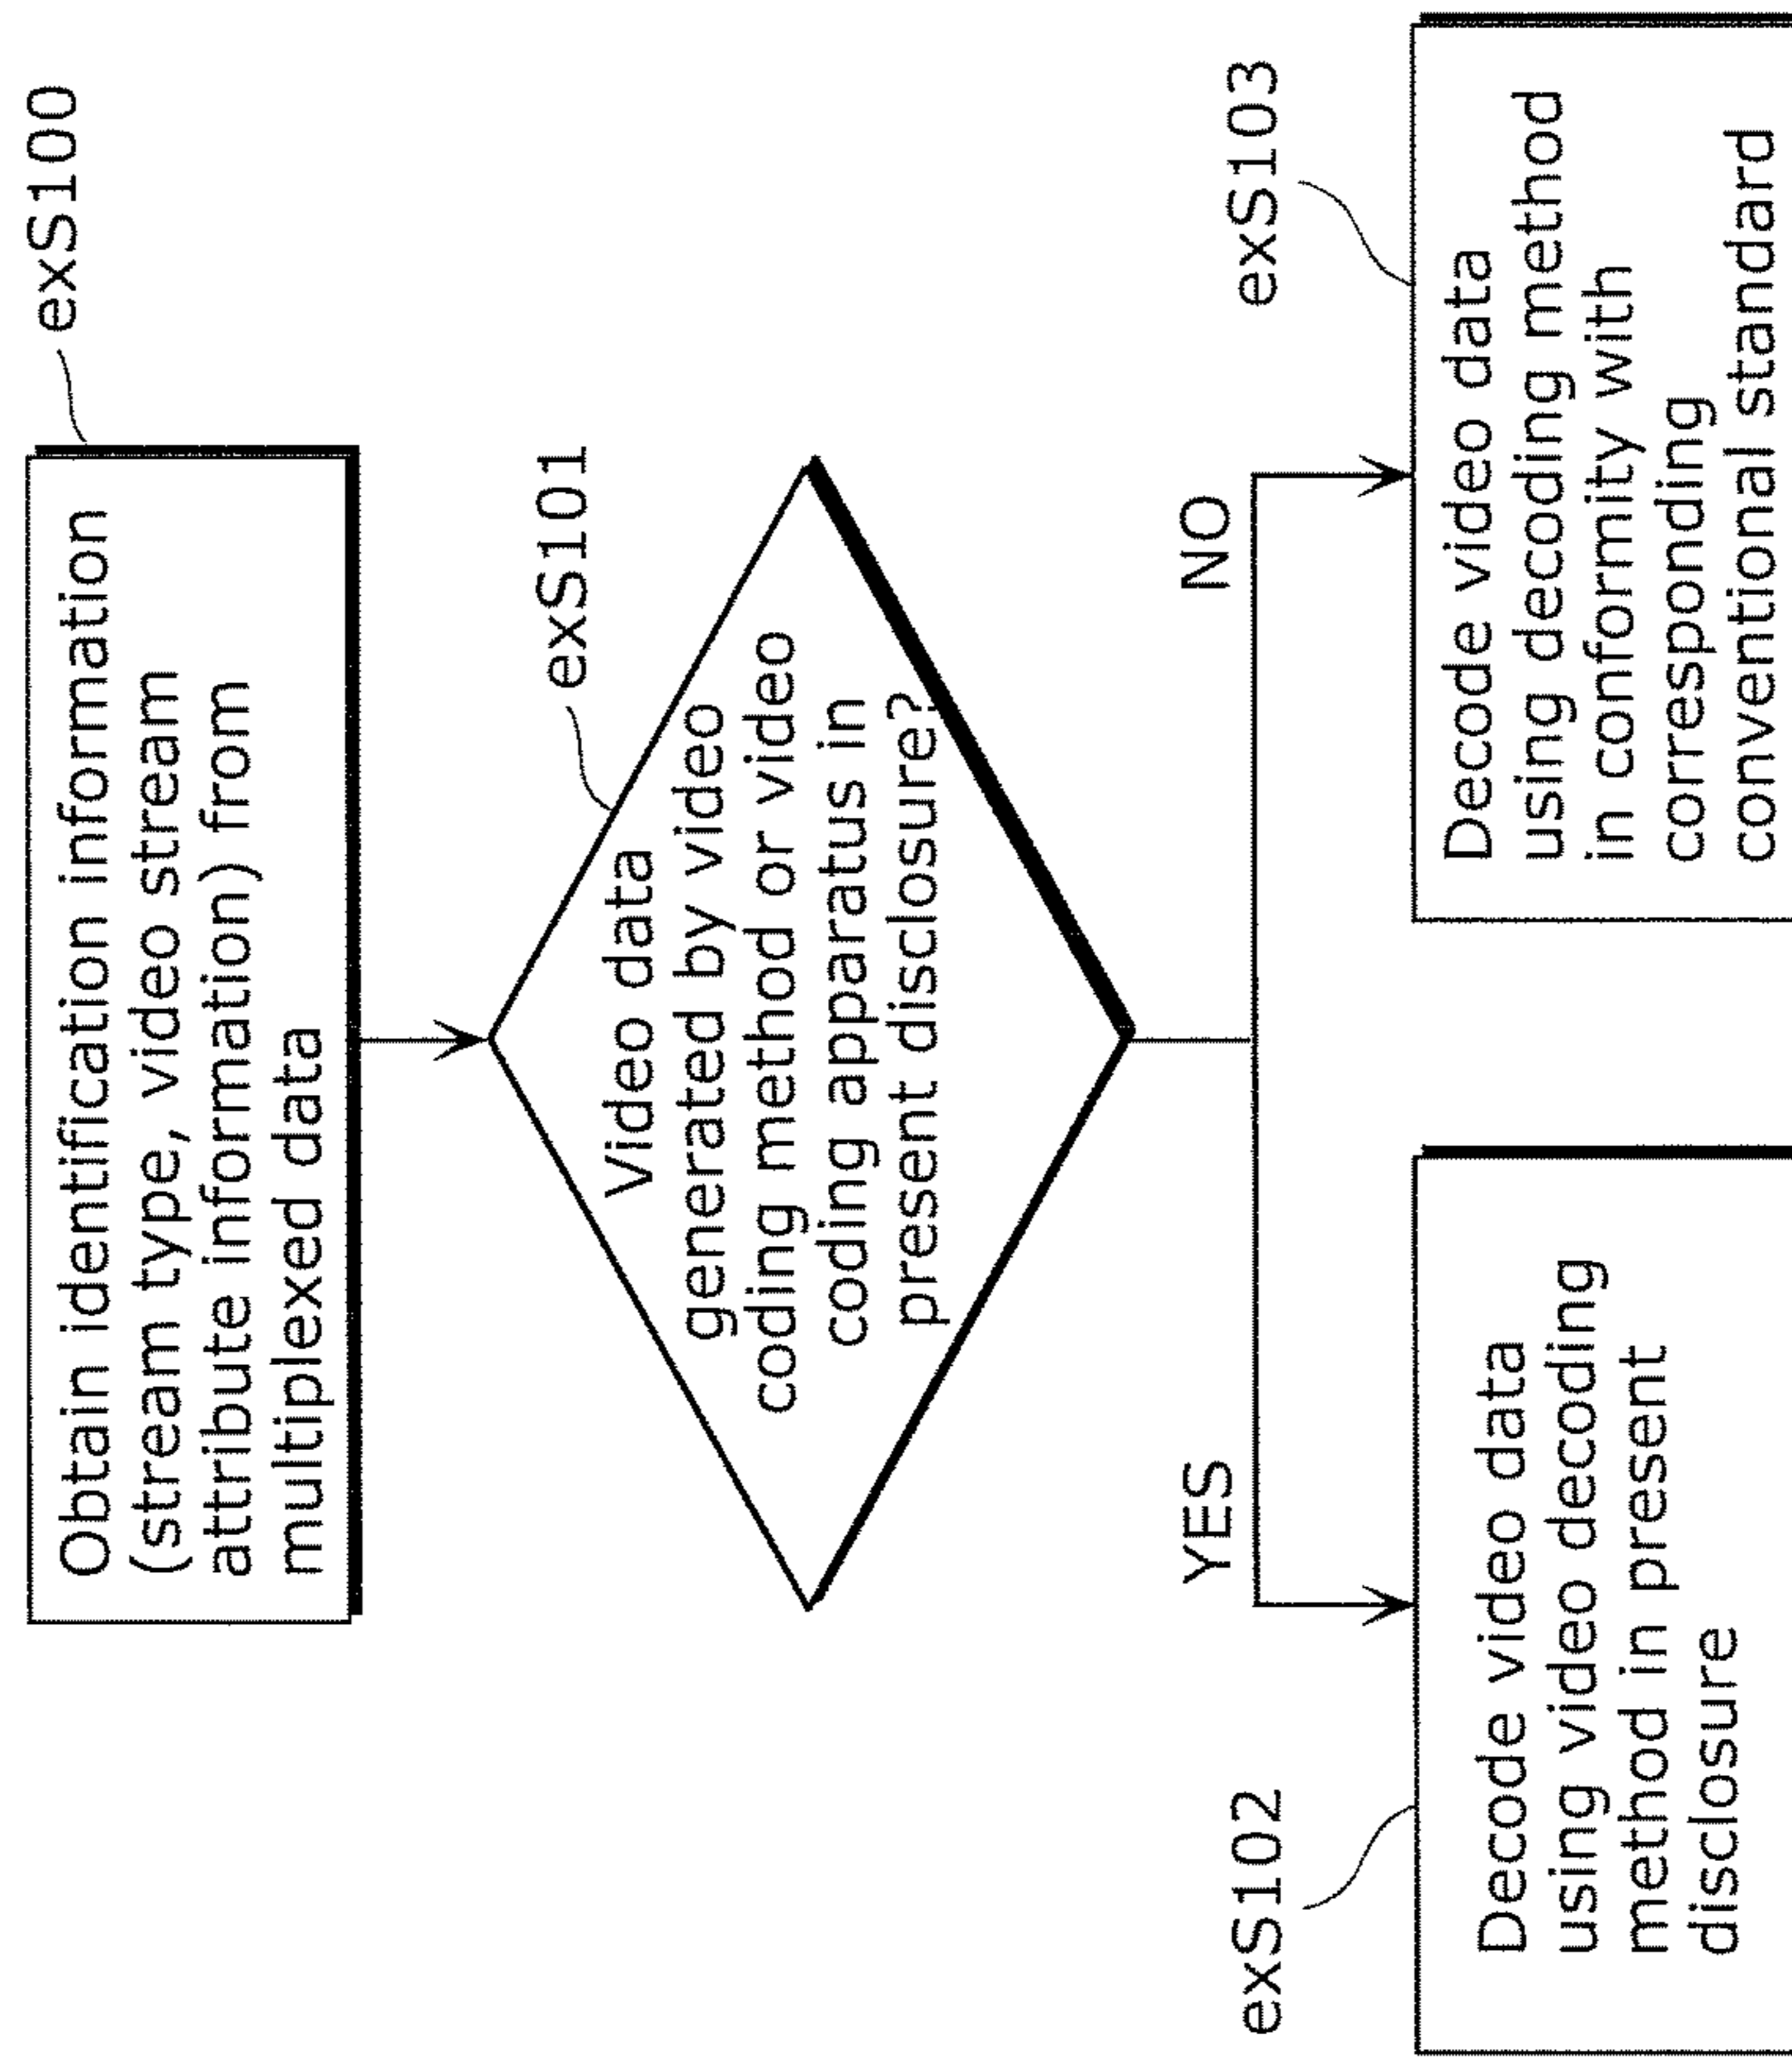 exS100
Obtain identification information
(stream type, video stream
attribute information) from
multiplexed data
exS101
Video data
generated by video
coding method or video
coding apparatus in
present disclosure?
YES
NO
exS102
Decode video data
using video decoding
method in present
disclosure
exS103
Decode video data
using decoding method
in conformity with
corresponding
conventional standard